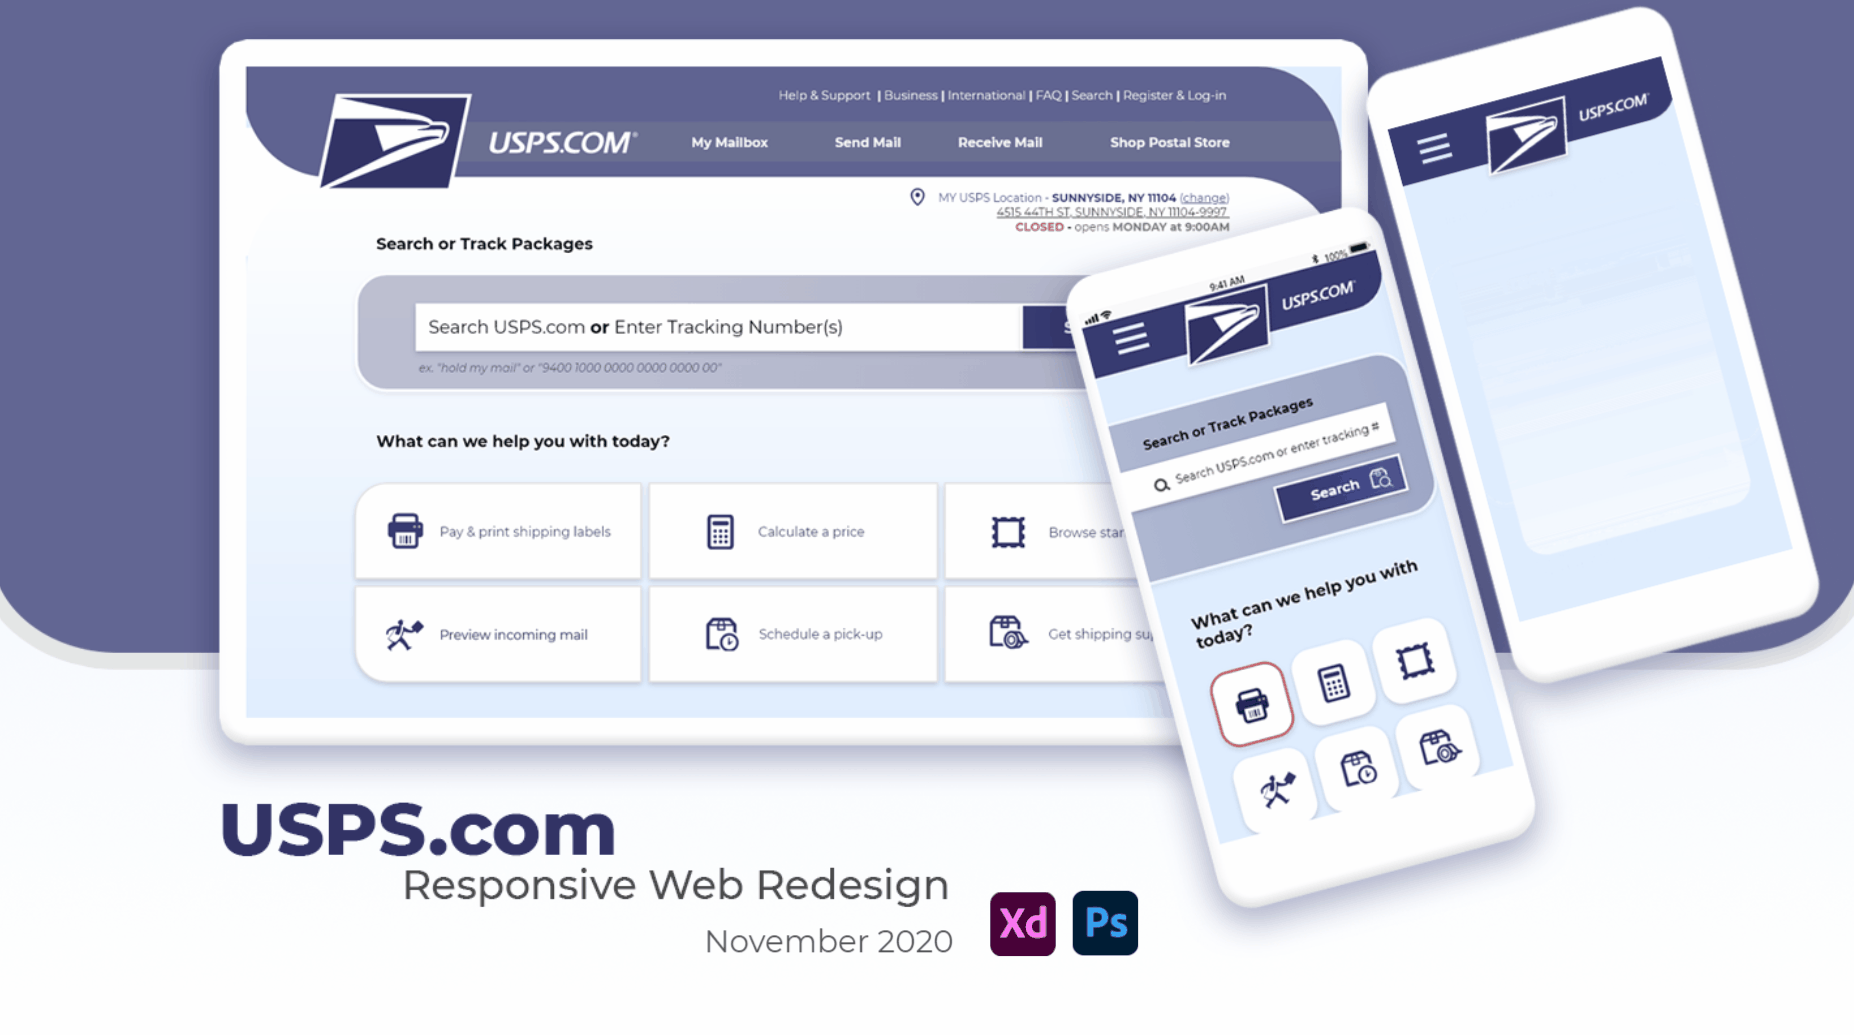 Help & Support | Business | International | FAQ | Search | Register & Log-in
USPS.COM®
My Mailbox
Send Mail
Receive Mail
Shop Postal Store
MY USPS Location - SUNNYSIDE, NY 11104 (change)
4515 44TH ST, SUNNYSIDE, NY 11104-9997
CLOSED - opens MONDAY at 9:00AM
Search or Track Packages
Search USPS.com or Enter Tracking Number(s)
ex. "hold my mail" or "9400 1000 0000 0000 0000 00"
What can we help you with today?
Pay & print shipping labels
Calculate a price
Browse
Preview incoming mail
Schedule a pick-up
Get shipping
9:41 AM
100%
USPS.COM
Search or Track Packages
Search USPS.com or enter tracking #
Search
What can we help you with
today?
USPS.COM
USPS.com
Responsive Web Redesign
November 2020
Xd
Ps